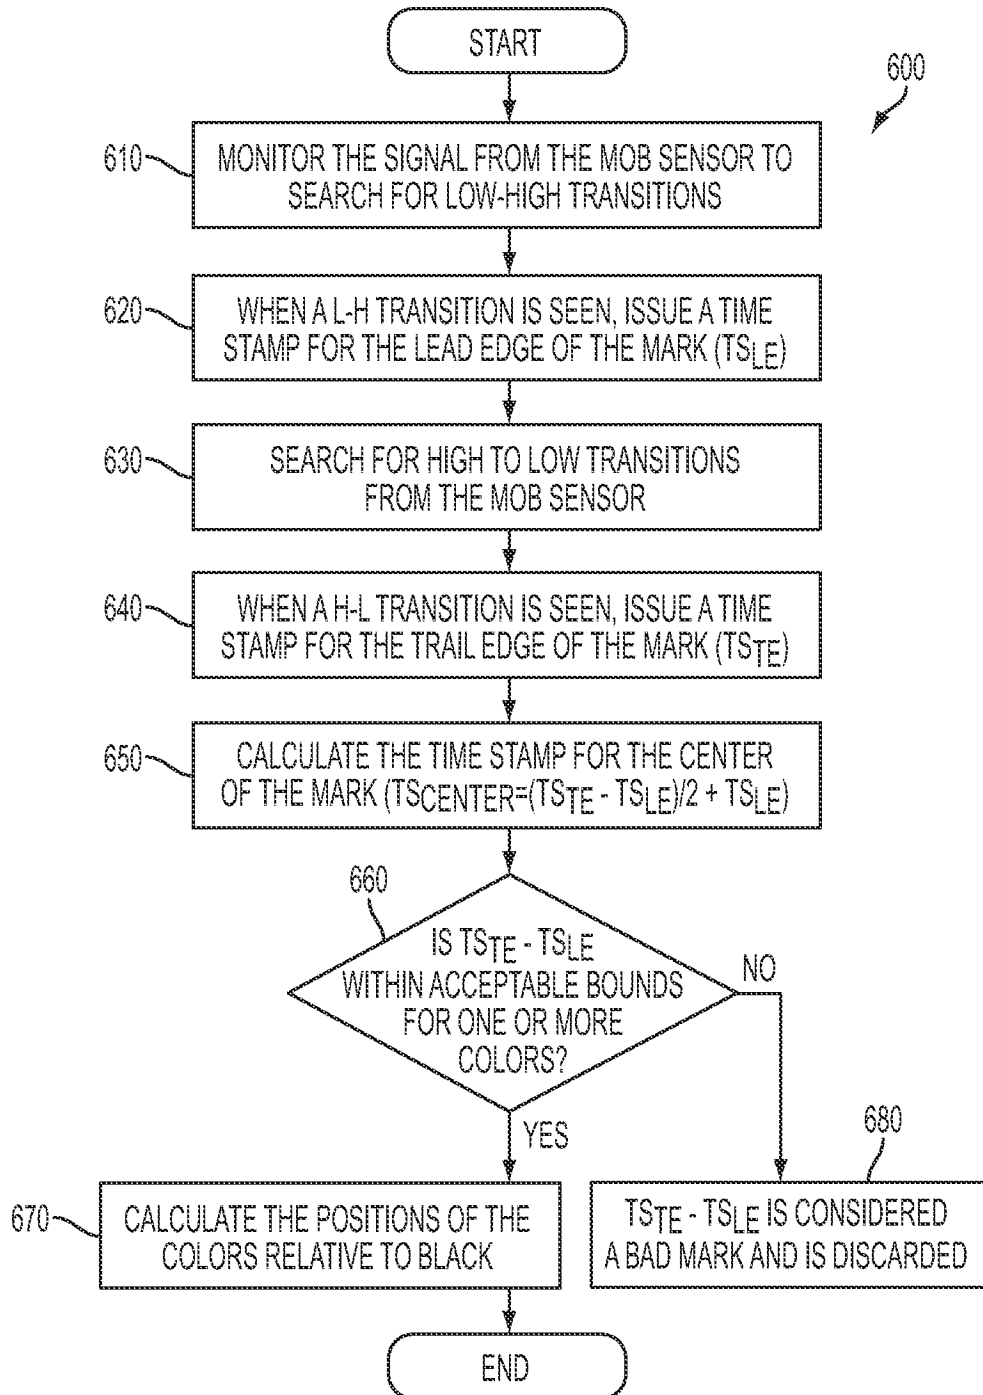 START
600
610
MONITOR THE SIGNAL FROM THE MOB SENSOR TO
SEARCH FOR LOW-HIGH TRANSITIONS
620
WHEN A L-H TRANSITION IS SEEN, ISSUE A TIME
STAMP FOR THE LEAD EDGE OF THE MARK (TSLE)
630
SEARCH FOR HIGH TO LOW TRANSITIONS
FROM THE MOB SENSOR
640
WHEN A H-L TRANSITION IS SEEN, ISSUE A TIME
STAMP FOR THE TRAIL EDGE OF THE MARK (TSTE)
650
CALCULATE THE TIME STAMP FOR THE CENTER
OF THE MARK (TSCENTER=(TSTE - TSLE)/2 + TSLE)
660
IS TSTE - TSLE
WITHIN ACCEPTABLE BOUNDS
FOR ONE OR MORE
COLORS?
NO
YES
670
CALCULATE THE POSITIONS OF THE
COLORS RELATIVE TO BLACK
680
TSTE - TSLE IS CONSIDERED
A BAD MARK AND IS DISCARDED
END